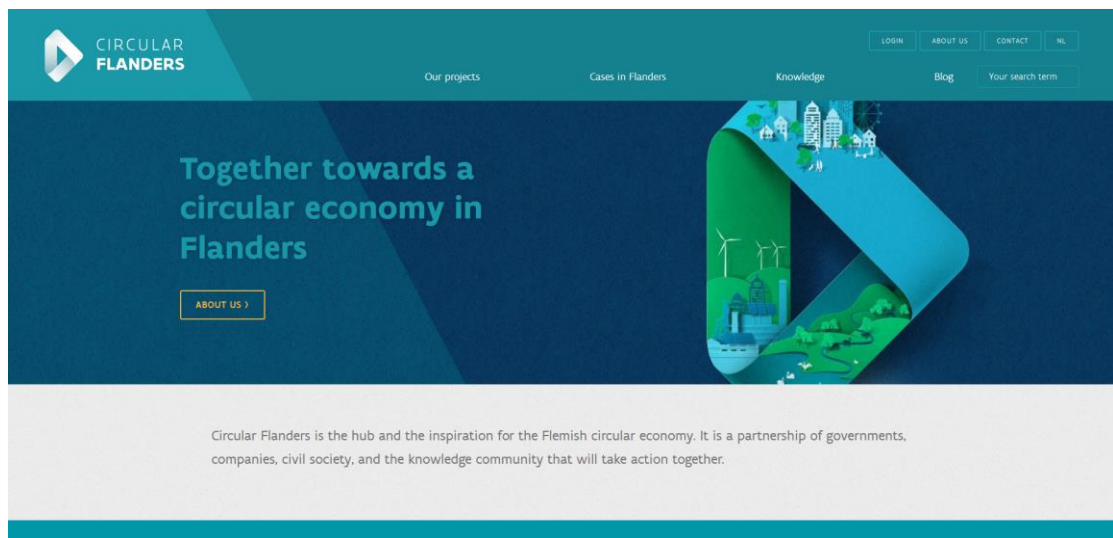 CIRCULAR
FLANDERS
LOGIN
ABOUT US
CONTACT
NL
Our projects
Cases in Flanders
Knowledge
Blog
Your search term
Together towards a
circular economy in
Flanders
ABOUT US >
Circular Flanders is the hub and the inspiration for the Flemish circular economy. It is a partnership of governments,
companies, civil society, and the knowledge community that will take action together.